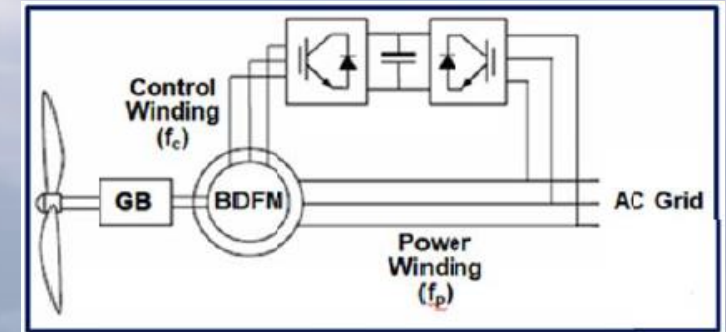 Control
Winding
(fc)
GB
BDFM
AC Grid
Power
Winding
(fp)